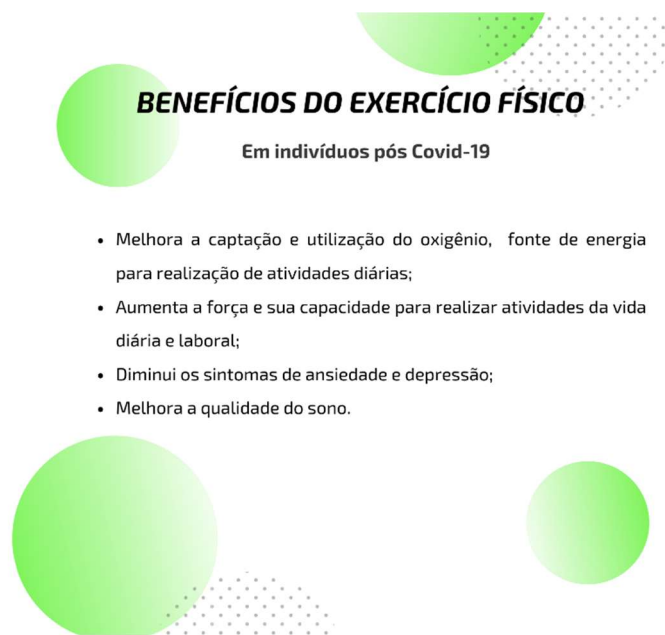 BENEFÍCIOS DO EXERCÍCIO FÍSICO
Em indivíduos pós Covid-19
• Melhora a captação e utilização do oxigênio, fonte de energia
para realização de atividades diárias;
• Aumenta a força e sua capacidade para realizar atividades da vida
diária e laboral;
• Diminui os sintomas de ansiedade e depressão;
• Melhora a qualidade do sono.